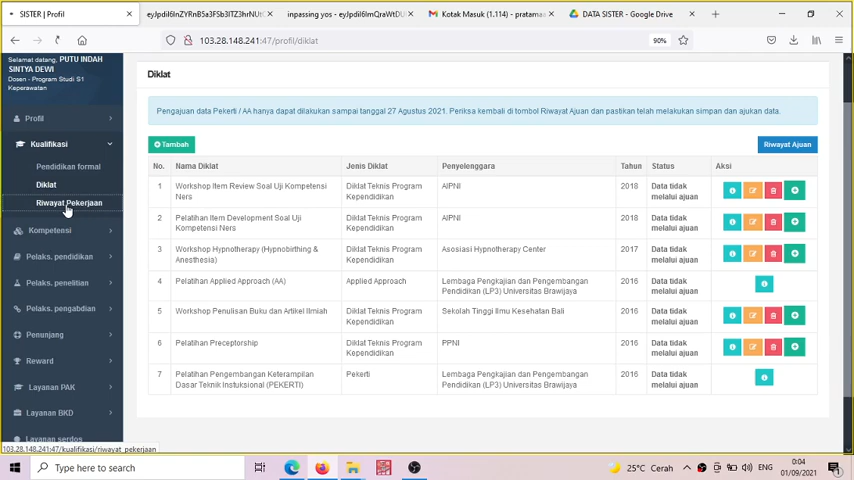 SISTER | Profil
eyJpdiI6InZYRnB5a3FSb3lTZ3hrNUt
inpassing yos - eyJpdiI6ImQraWZr
Kotak Masuk (1.114) - pratamaa
DATA SISTER - Google Drive
103.28.148.241:47/profil/diklat
90%
Selamat datang, PUTU INDAH
SINTYA DEWI
Dosen - Program Studi S1
Keperawatan
Profil
Kualifikasi
Pendidikan formal
Diklat
Riwayat Pekerjaan
Kompetensi
Pelaks. pendidikan
Pelaks. penelitian
Pelaks. pengabdian
Penunjang
Reward
Layanan PAK
Layanan BKD
Layanan serdos
103.28.148.241:47/kualifikasi/riwayat_pekerjaan
Diklat
Pengajuan data Pekerti / AA hanya dapat dilakukan sampai tanggal 27 Agustus 2021. Periksa kembali di tombol Riwayat Ajuan dan pastikan telah melakukan simpan dan ajukan data.
Tambah
Riwayat Ajuan
No. Nama Diklat Jenis Diklat Penyelenggara Tahun Status Aksi
1 Workshop Item Review Soal Uji Kompetensi Ners Diklat Teknis Program Kependidikan AIPNI 2018 Data tidak melalui ajuan
2 Pelatihan Item Development Soal Uji Kompetensi Ners Diklat Teknis Program Kependidikan AIPNI 2018 Data tidak melalui ajuan
3 Workshop Hypnotherapy (Hypnobirthing & Anesthesia) Diklat Teknis Program Kependidikan Asosiasi Hypnotherapy Center 2017 Data tidak melalui ajuan
4 Pelatihan Applied Approach (AA) Applied Approach Lembaga Pengkajian dan Pengembangan Pendidikan (LP3) Universitas Brawijaya 2016 Data tidak melalui ajuan
5 Workshop Penulisan Buku dan Artikel Ilmiah Diklat Teknis Program Kependidikan Sekolah Tinggi Ilmu Kesehatan Bali 2016 Data tidak melalui ajuan
6 Pelatihan Preceptorship Diklat Teknis Program Kependidikan PPNI 2016 Data tidak melalui ajuan
7 Pelatihan Pengembangan Keterampilan Dasar Teknik Instuksional (PEKERTI) Pekerti Lembaga Pengkajian dan Pengembangan Pendidikan (LP3) Universitas Brawijaya 2016 Data tidak melalui ajuan
Type here to search
25°C Cerah
ENG
0:04
01/09/2021